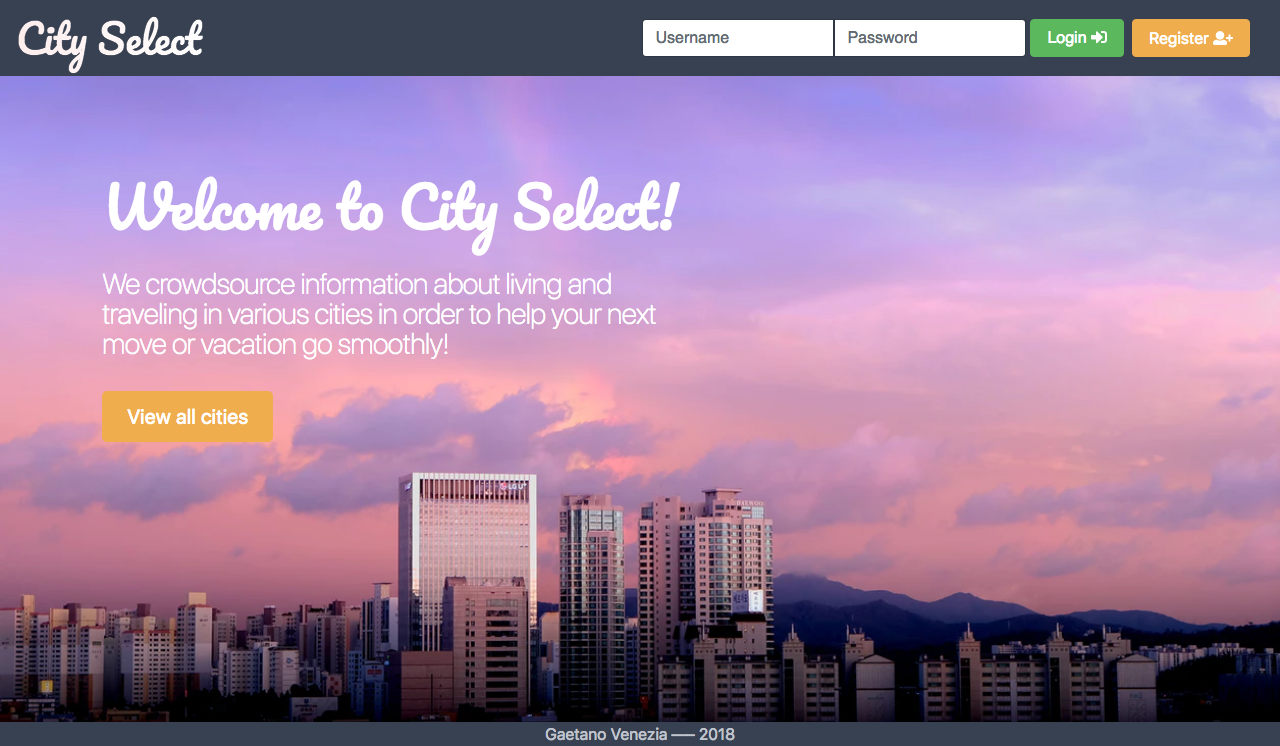 City Select
Username
Password
Login
Register
Welcome to City Select!
We crowdsource information about living and
traveling in various cities in order to help your next
move or vacation go smoothly!
View all cities
LG U+
DAEWOO
Gaetano Venezia —– 2018